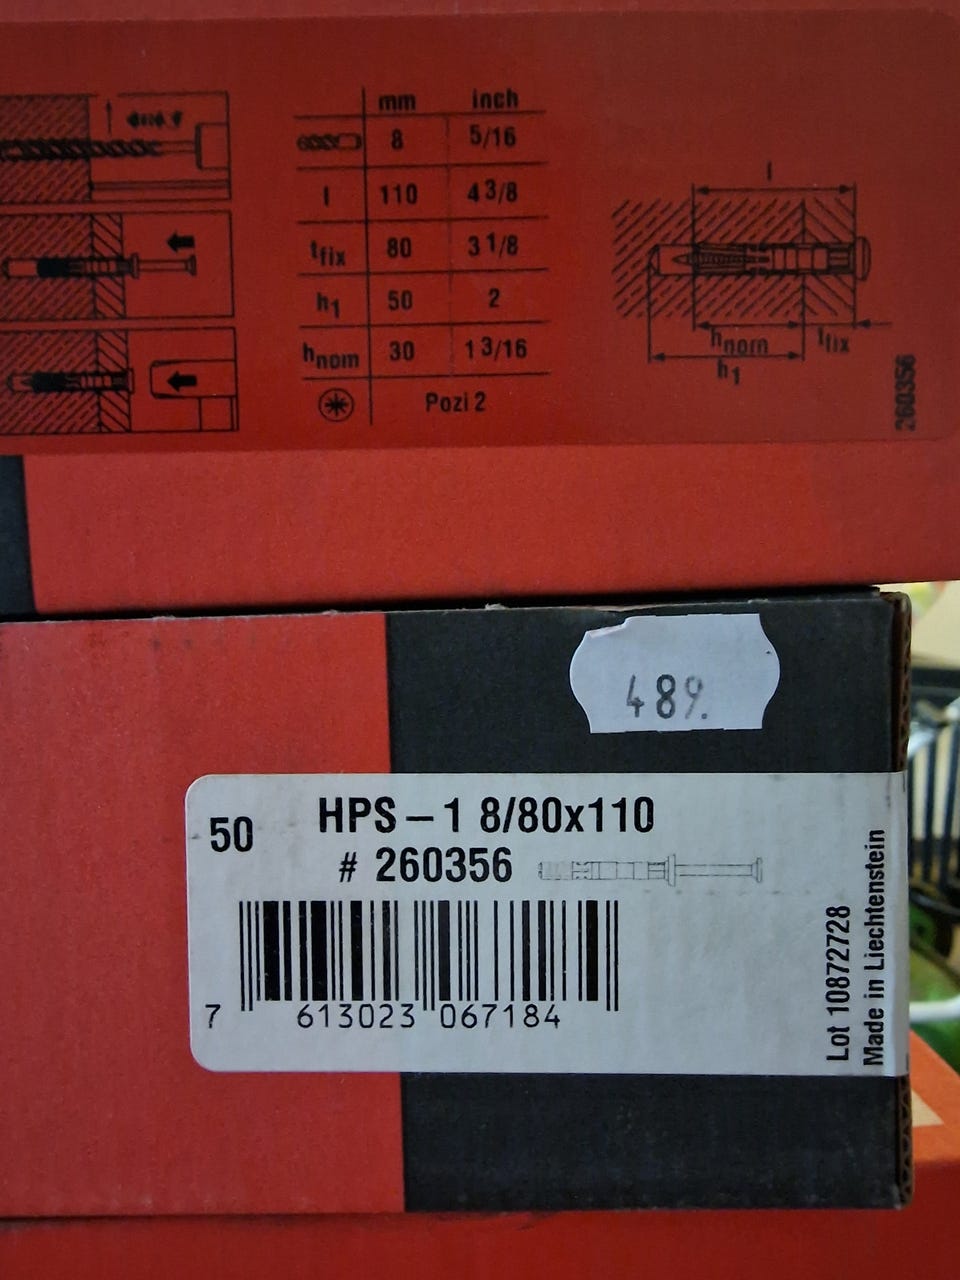 mm inch
8 5/16
l 110 4 3/8
tfix 80 3 1/8
h1 50 2
hnom 30 1 3/16
Pozi 2
l
hnom tfix
h1
260356
489.
50 HPS – 1 8/80x110
# 260356
7 613023 067184
Lot 10872728
Made in Liechtenstein